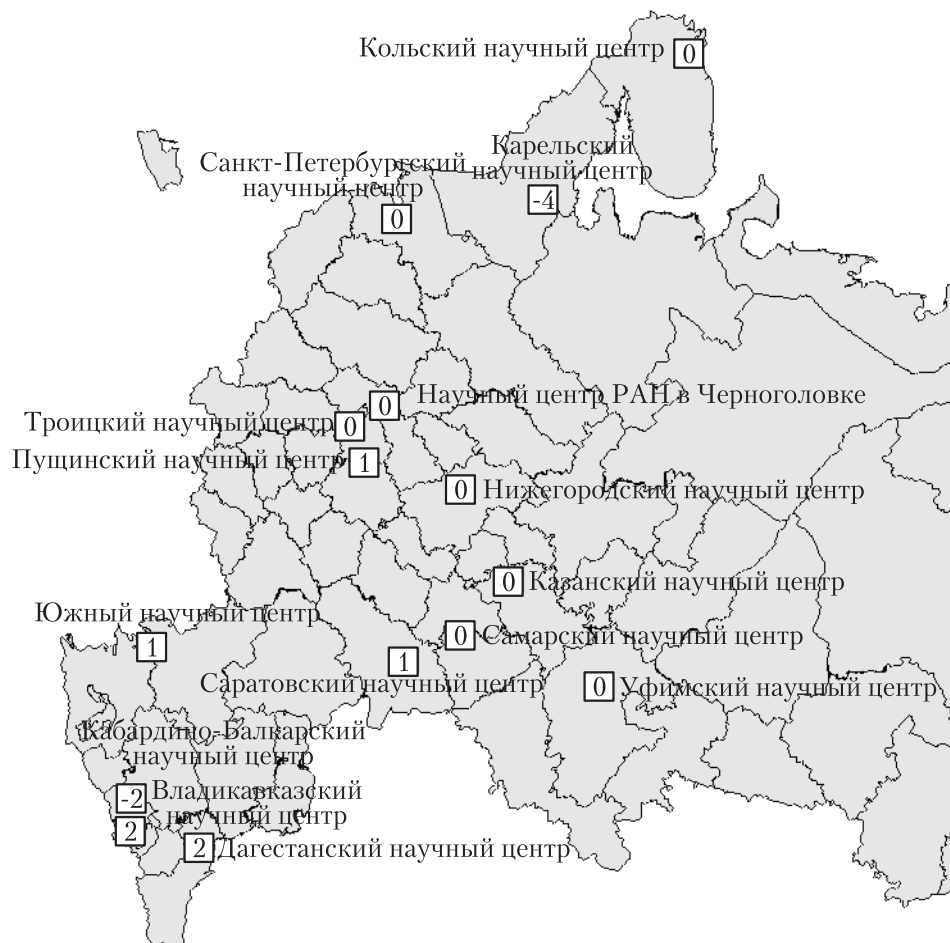 Кольский научный центр
0
Карельский
научный центр
-4
Санкт-Петербургский
научный центр
0
Научный центр РАН в Черноголовке
0
Троицкий научный центр
0
Пущинский научный центр
1
0
Нижегородский научный центр
0
Казанский научный центр
Южный научный центр
1
0
Самарский научный центр
1
Саратовский научный центр
0
Уфимский научный центр
Кабардино-Балкарский
научный центр
-2
Владикавказский
научный центр
2
2
Дагестанский научный центр